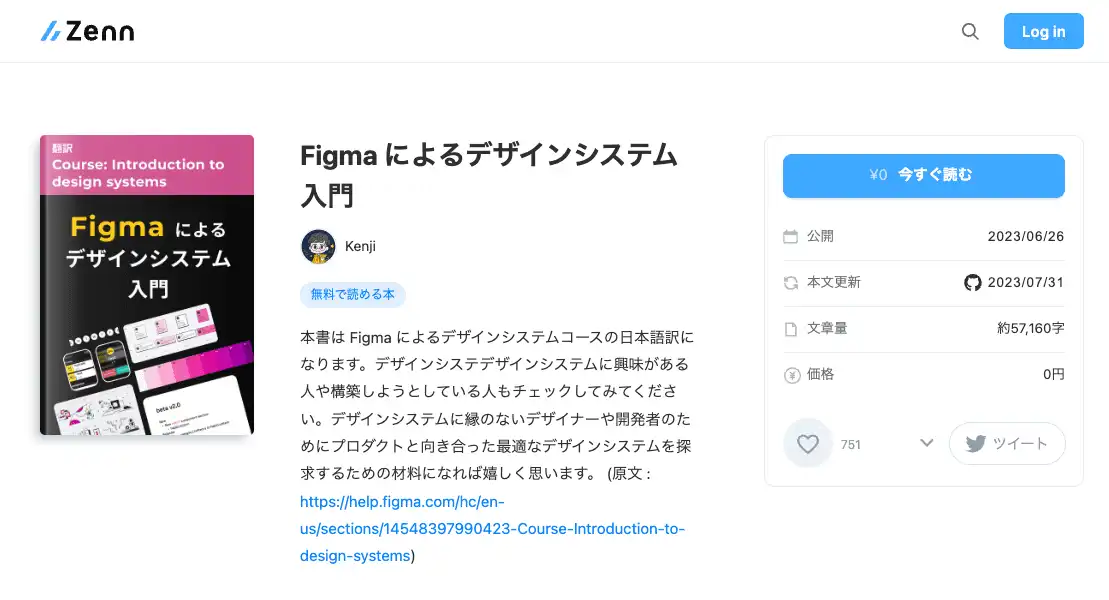 Zenn
Log in
翻訳
Course: Introduction to
design systems
Figma による
デザインシステム
入門
beta v2.0
Figma によるデザインシステム
入門
Kenji
無料で読める本
本書は Figma によるデザインシステムコースの日本語訳に
なります。デザインシステデザインシステムに興味がある
人や構築しようとしている人もチェックしてみてくださ
い。デザインシステムに縁のないデザイナーや開発者のた
めにプロダクトと向き合った最適なデザインシステムを探
求するための材料になれば嬉しく思います。 (原文 :
https://help.figma.com/hc/en-
us/sections/14548397990423-Course-Introduction-to-
design-systems)
¥0 今すぐ読む
公開 2023/06/26
本文更新 2023/07/31
文章量 約57,160字
価格 0円
751
ツイート